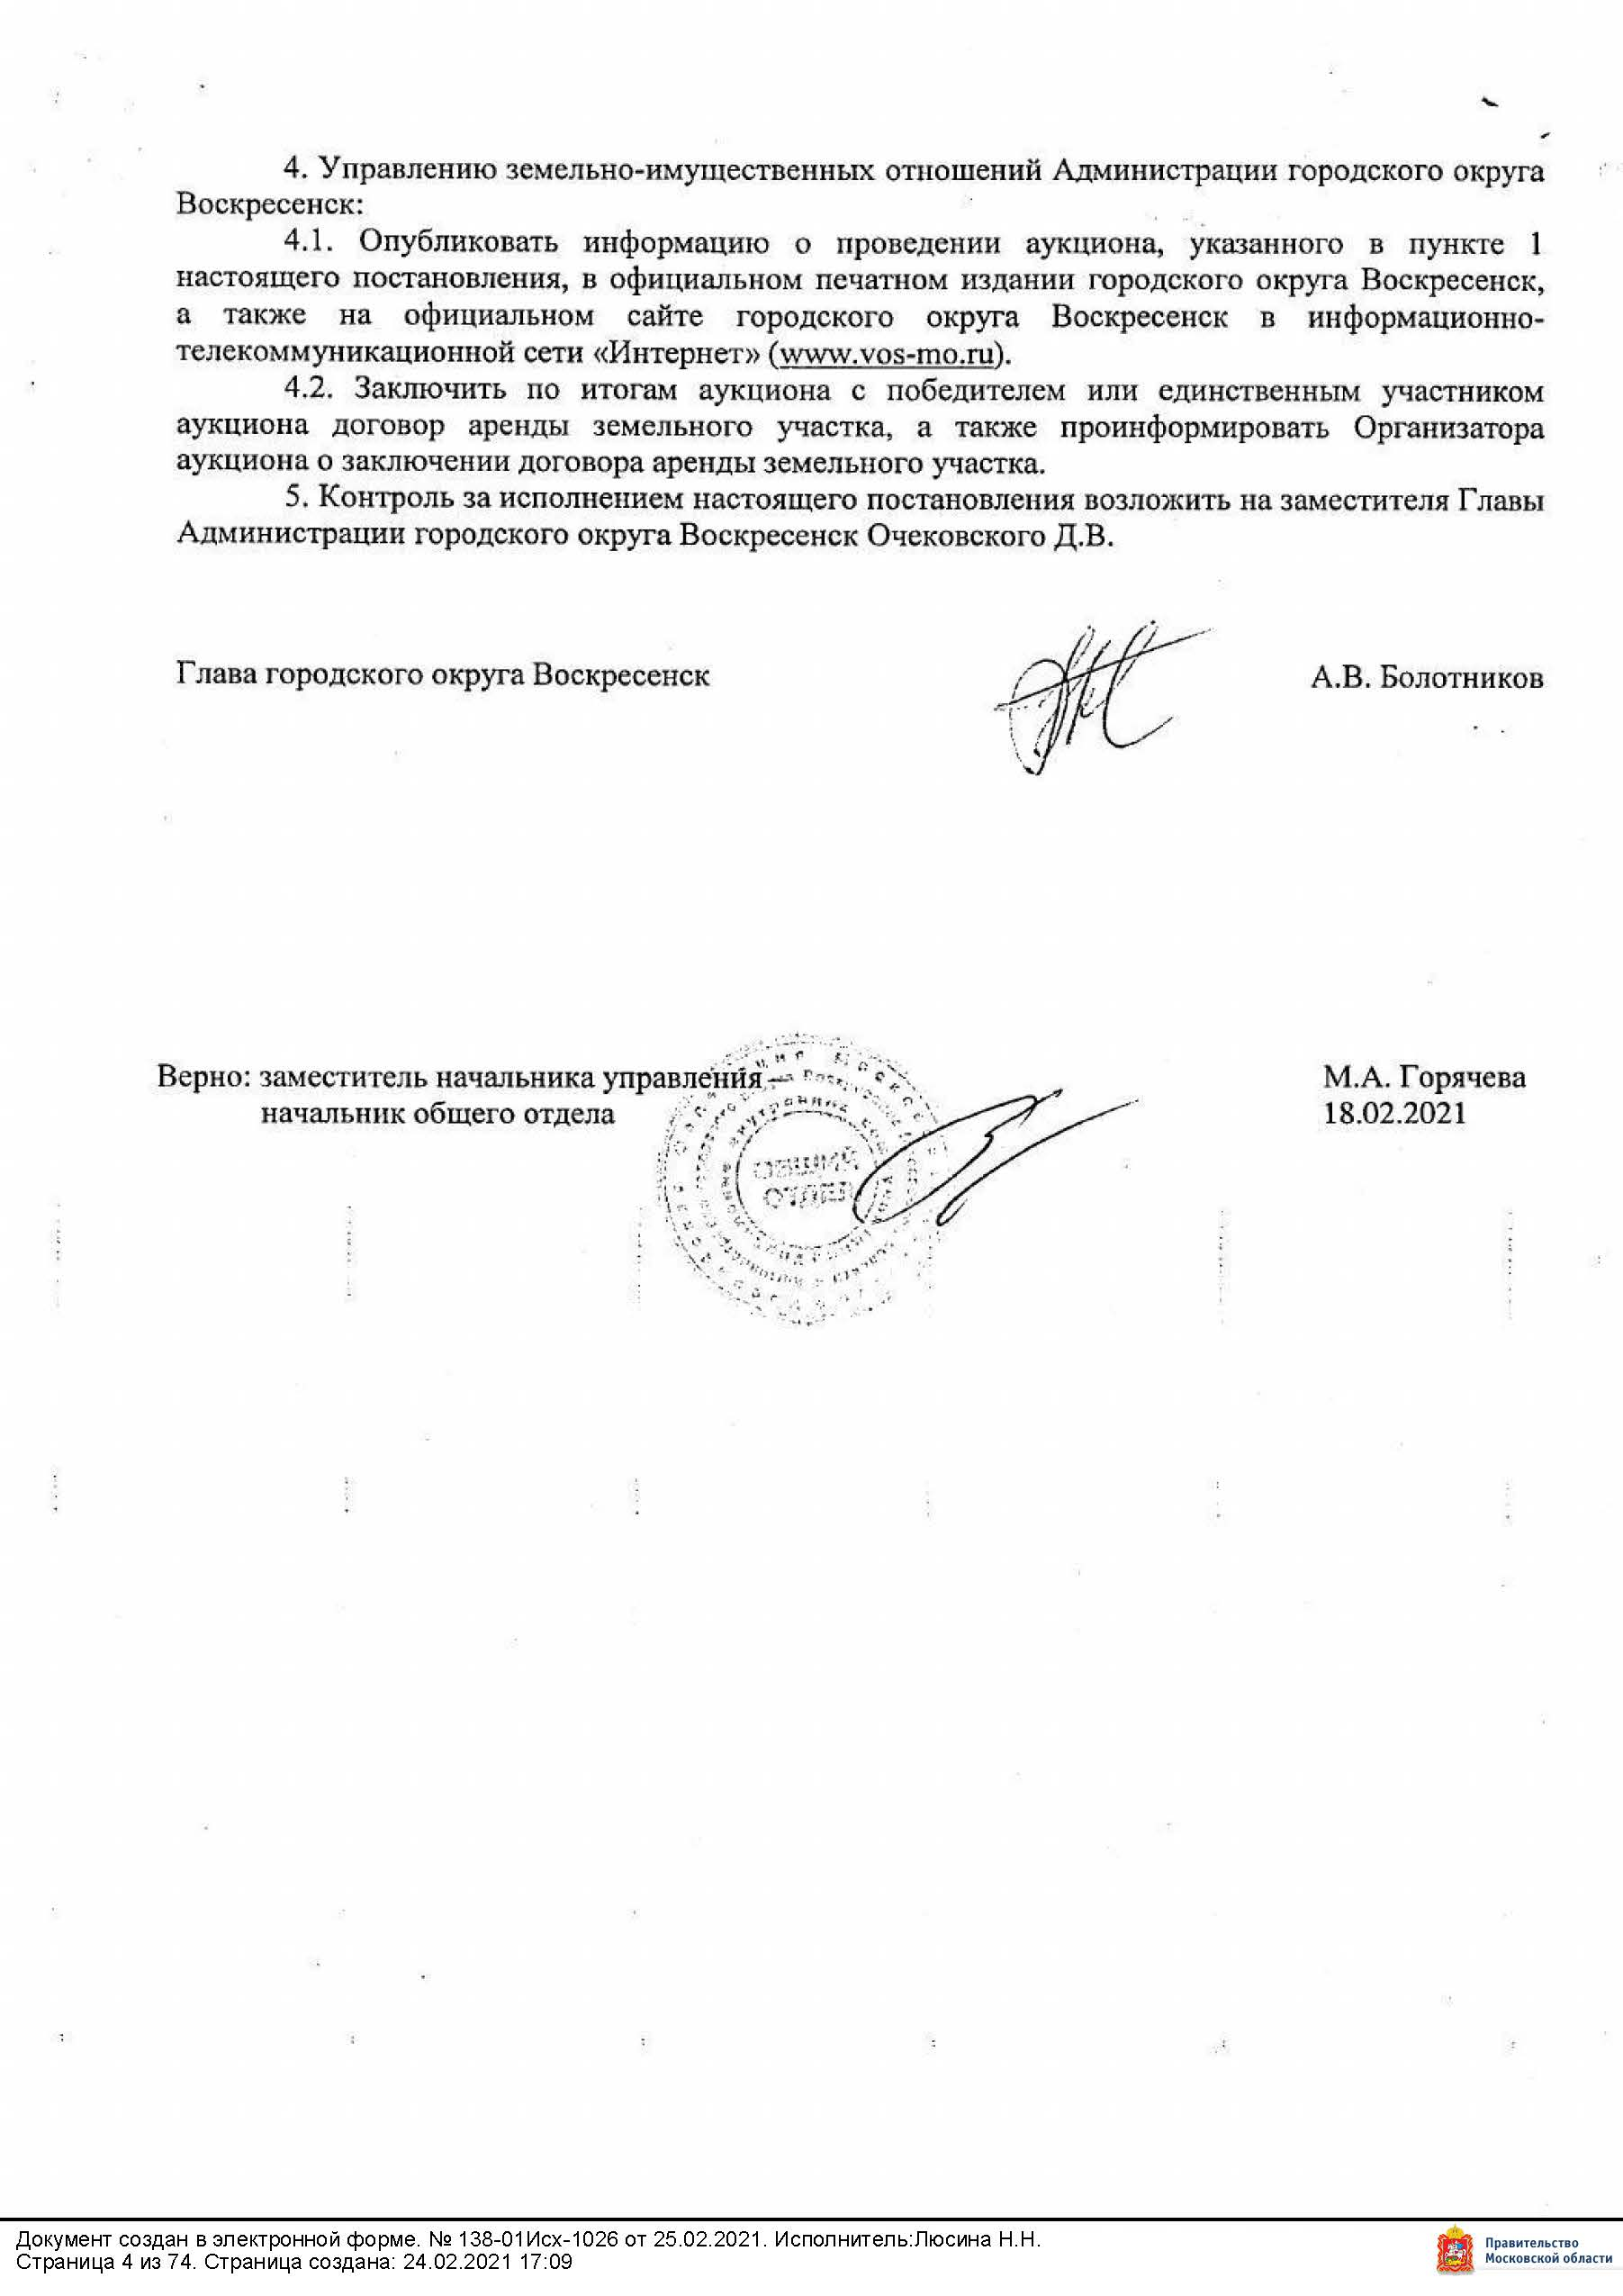 4. Управлению земельно-имущественных отношений Администрации городского округа
Воскресенск:
4.1. Опубликовать информацию о проведении аукциона, указанного в пункте 1
настоящего постановления, в официальном печатном издании городского округа Воскресенск,
а также на официальном сайте городского округа Воскресенск в информационно-
телекоммуникационной сети «Интернет» (www.vos-mo.ru).
4.2. Заключить по итогам аукциона с победителем или единственным участником
аукциона договор аренды земельного участка, а также проинформировать Организатора
аукциона о заключении договора аренды земельного участка.
5. Контроль за исполнением настоящего постановления возложить на заместителя Главы
Администрации городского округа Воскресенск Очековского Д.В.
Глава городского округа Воскресенск А.В. Болотников
Верно: заместитель начальника управления – М.А. Горячева
начальник общего отдела 18.02.2021
ОБЩИЙ
ОТДЕЛ
Документ создан в электронной форме. № 138-01Исх-1026 от 25.02.2021. Исполнитель:Люсина Н.Н.
Страница 4 из 74. Страница создана: 24.02.2021 17:09
Правительство
Московской области